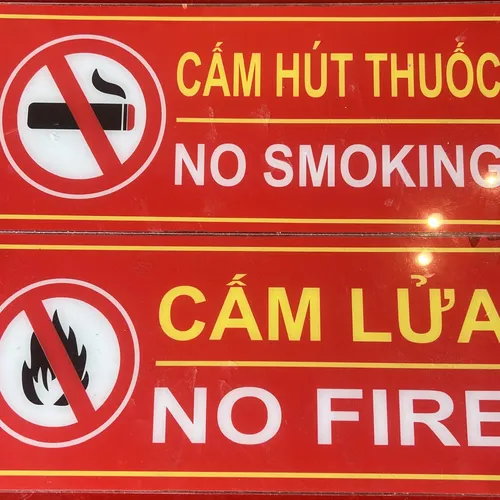 CẤM HÚT THUỐC
NO SMOKING
CẤM LỬA
NO FIRE